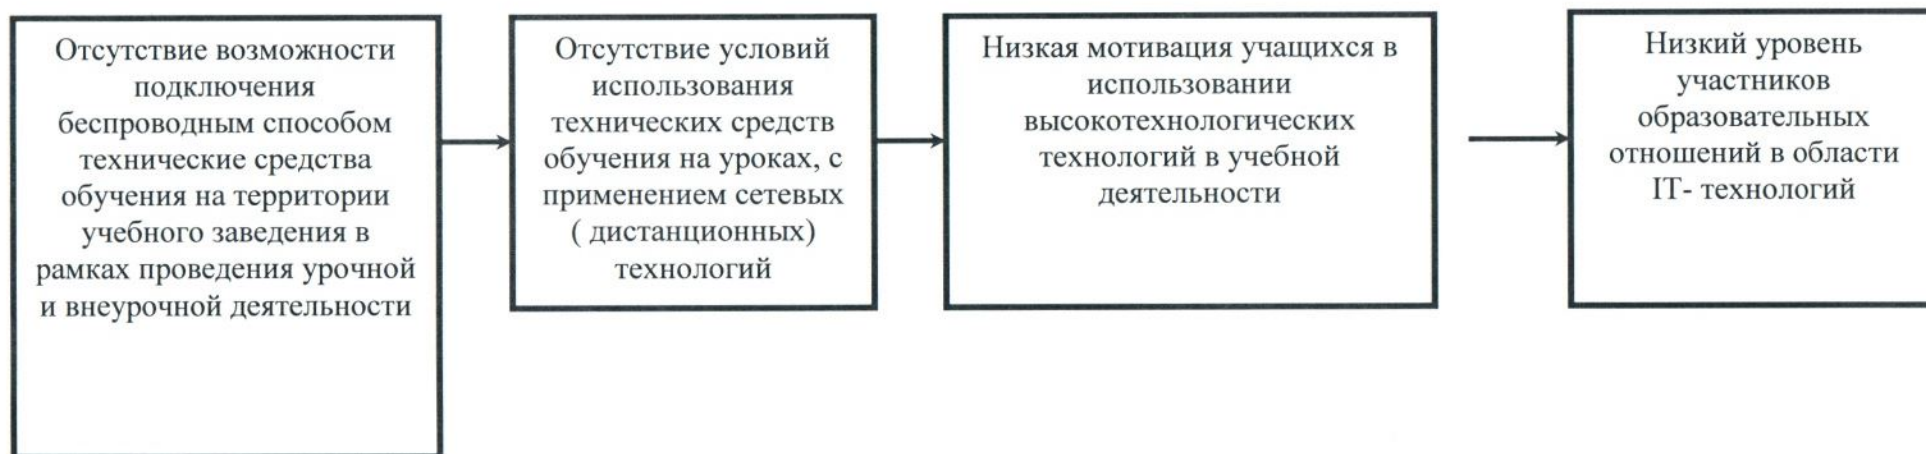 Отсутствие возможности
подключения
беспроводным способом
технические средства
обучения на территории
учебного заведения в
рамках проведения урочной
и внеурочной деятельности
Отсутствие условий
использования
технических средств
обучения на уроках, с
применением сетевых
( дистанционных)
технологий
Низкая мотивация учащихся в
использовании
высокотехнологических
технологий в учебной
деятельности
Низкий уровень
участников
образовательных
отношений в области
IT- технологий